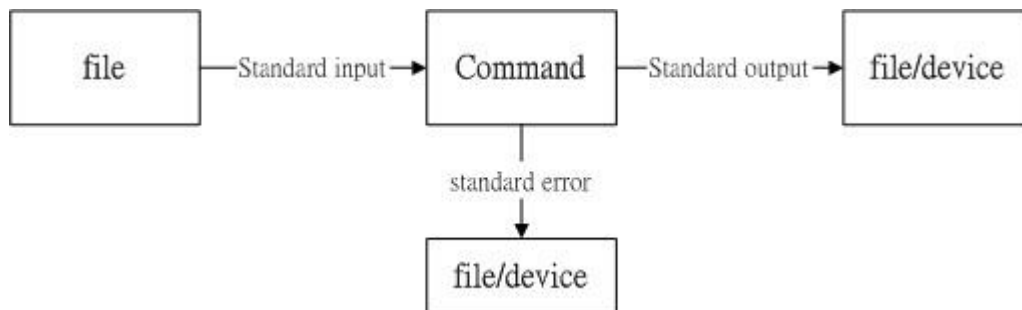 file
Standard input
Command
Standard output
file/device
standard error
file/device